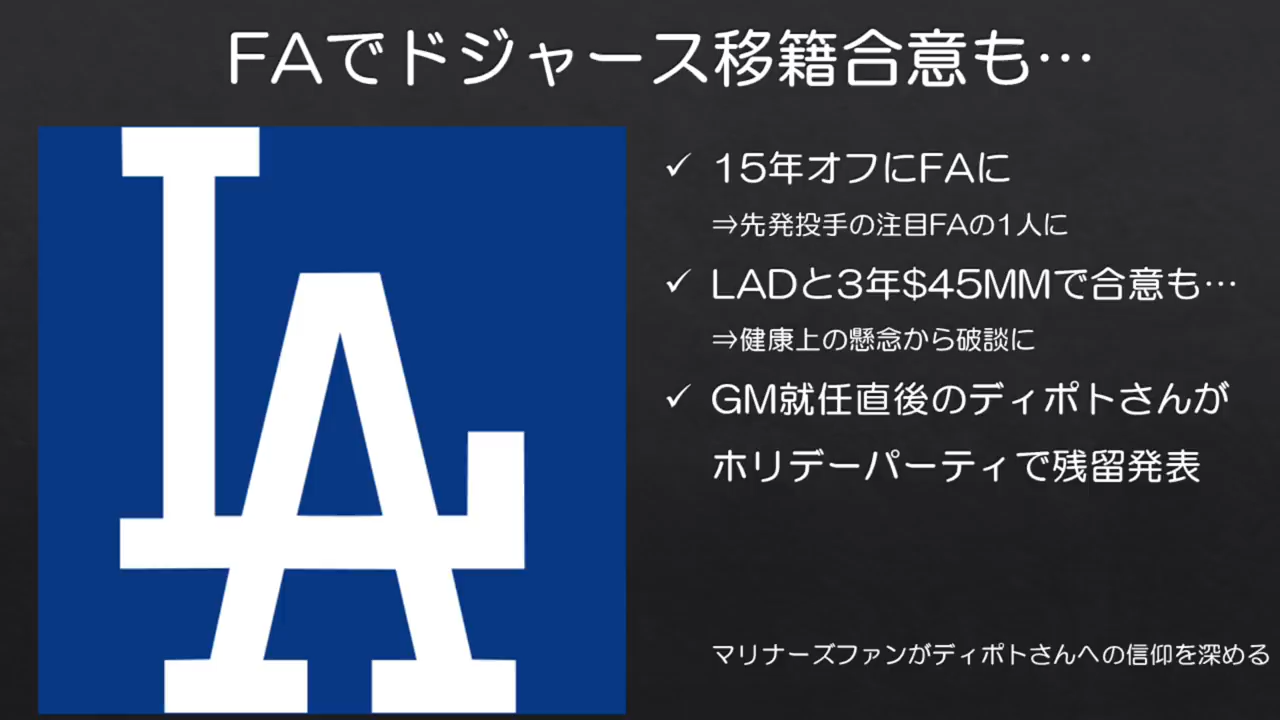 FAでドジャース移籍合意も…
LA
✓ 15年オフにFAに
⇒先発投手の注目FAの1人に
✓ LADと3年$45MMで合意も…
⇒健康上の懸念から破談に
✓ GM就任直後のディポトさんが
ホリデーパーティで残留発表
マリナーズファンがディポトさんへの信仰を深める